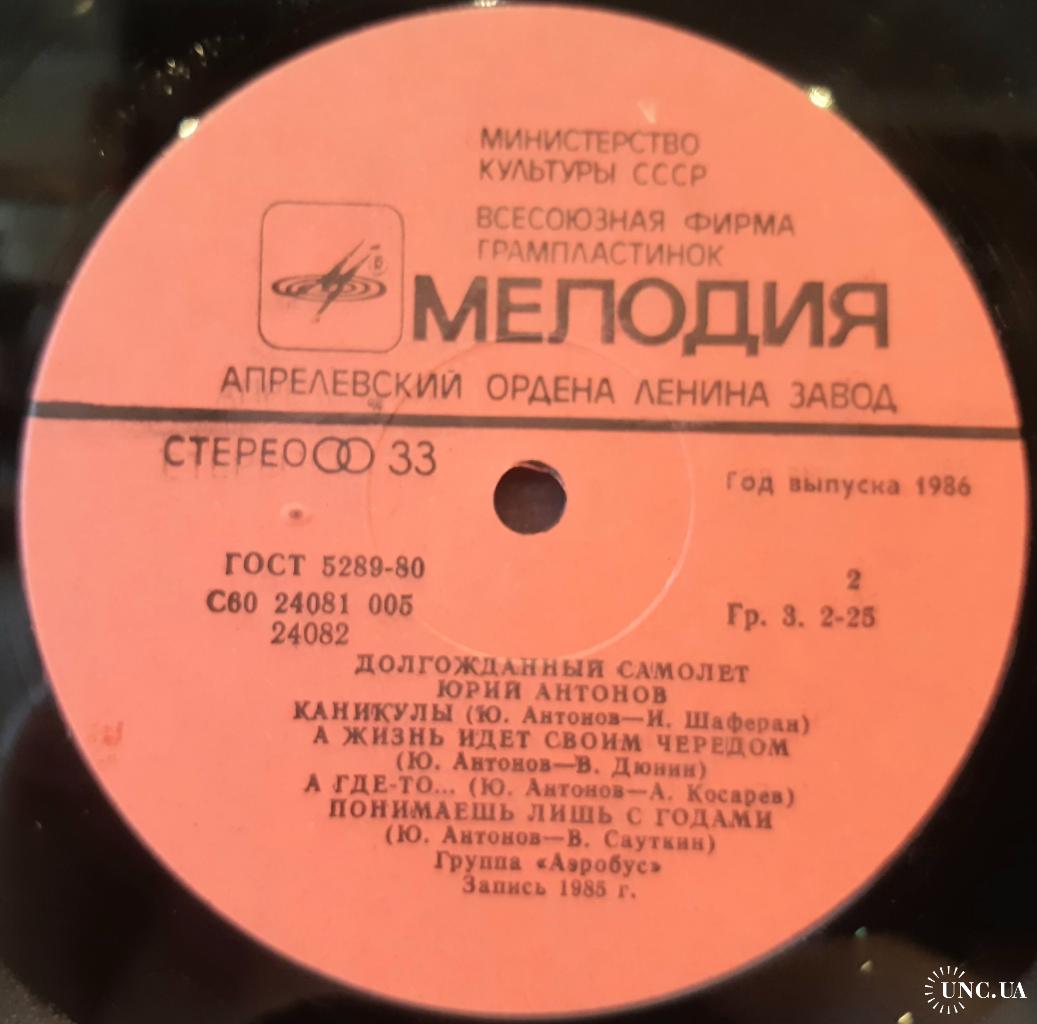 МИНИСТЕРСТВО
КУЛЬТУРЫ СССР
ВСЕСОЮЗНАЯ ФИРМА
ГРАМПЛАСТИНОК
МЕЛОДИЯ
АПРЕЛЕВСКИЙ ОРДЕНА ЛЕНИНА ЗАВОД
СТЕРЕО 33
Год выпуска 1986
ГОСТ 5289-80
2
С60 24081 005
Гр. 3. 2-25
24082
ДОЛГОЖДАННЫЙ САМОЛЕТ
ЮРИЙ АНТОНОВ
КАНИКУЛЫ (Ю. Антонов—И. Шаферан)
А ЖИЗНЬ ИДЕТ СВОИМ ЧЕРЕДОМ
(Ю. Антонов—В. Дюнин)
А ГДЕ-ТО... (Ю. Антонов—А. Косарев)
ПОНИМАЕШЬ ЛИШЬ С ГОДАМИ
(Ю. Антонов—В. Сауткин)
Группа «Аэробус»
Запись 1985 г.
UNC.UA